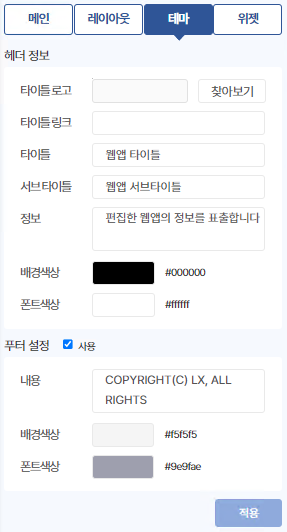 메인 레이아웃 테마 위젯
헤더 정보
타이틀로고 찾아보기
타이틀링크
타이틀 웹앱 타이틀
서브타이틀 웹앱 서브타이틀
정보 편집한 웹앱의 정보를 표출합니다
배경색상 #000000
폰트색상 #ffffff
푸터 설정 사용
내용 COPYRIGHT(C) LX, ALL
RIGHTS
배경색상 #f5f5f5
폰트색상 #9e9fae
적용